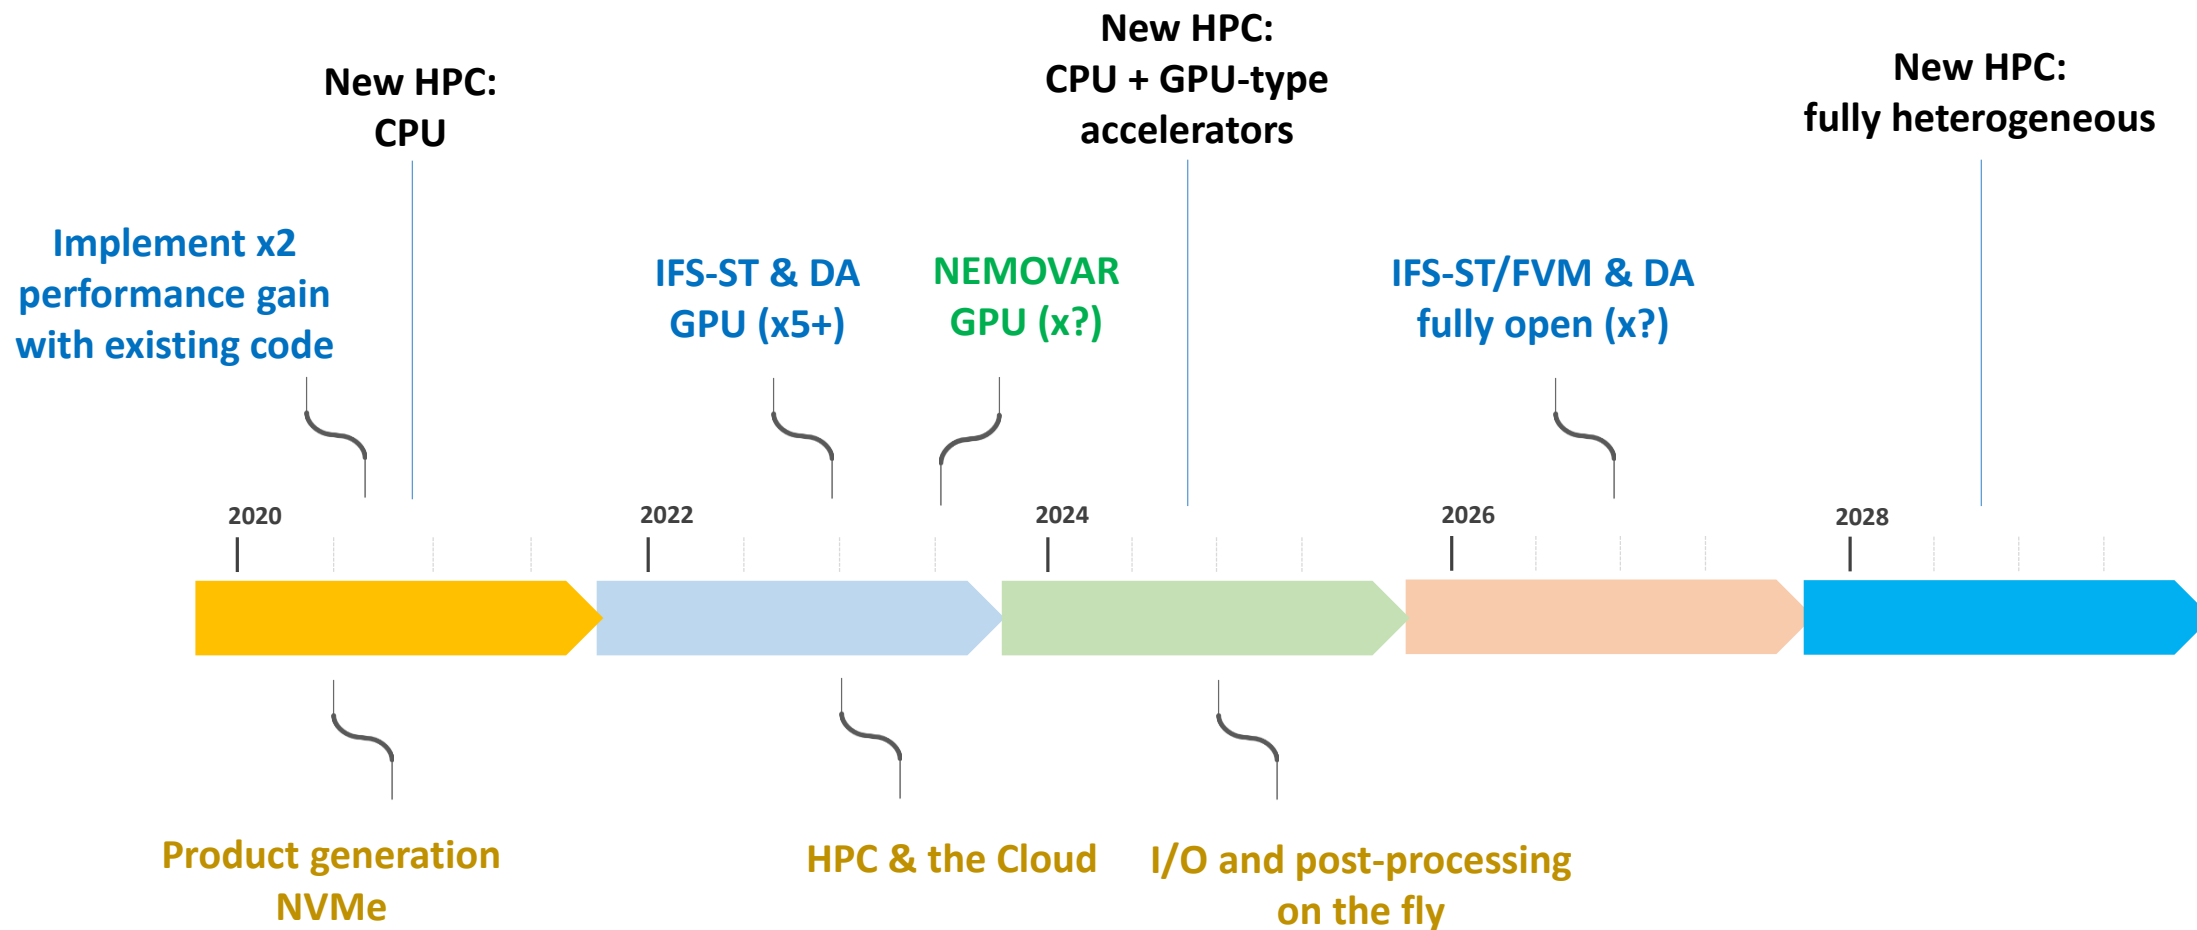 New HPC:
CPU + GPU-type
accelerators
New HPC:
CPU
New HPC:
fully heterogeneous
Implement x2
performance gain
with existing code
IFS-ST & DA
GPU (x5+)
NEMOVAR
GPU (x?)
IFS-ST/FVM & DA
fully open (x?)
2020
2022
2024
2026
2028
Product generation
NVMe
HPC & the Cloud
I/O and post-processing
on the fly